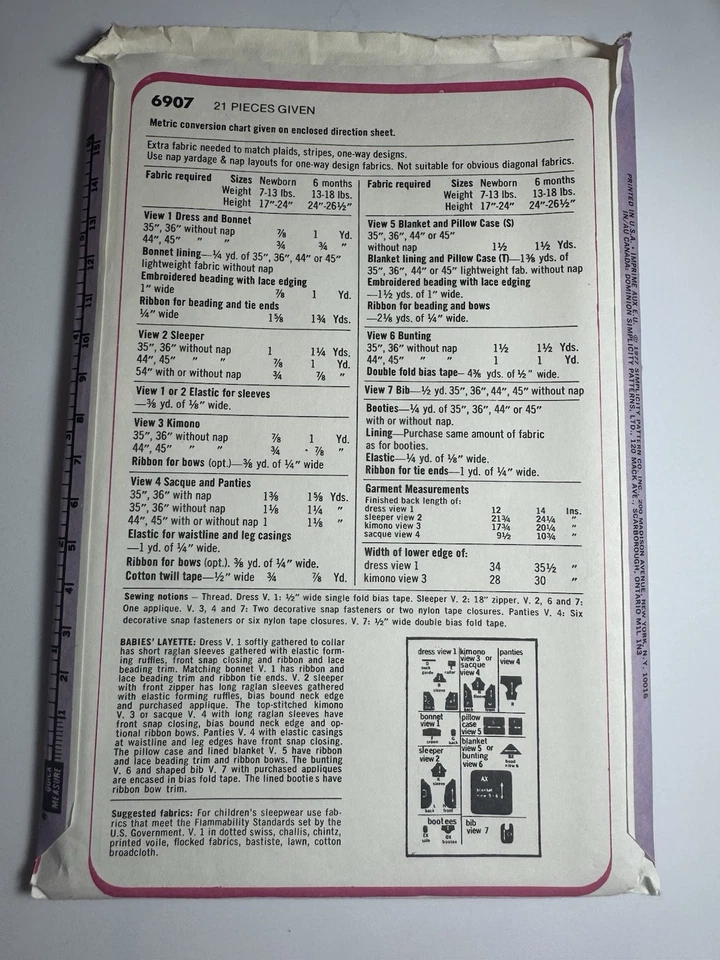 6907 21 PIECES GIVEN
Metric conversion chart given on enclosed direction sheet.
Extra fabric needed to match plaids, stripes, one-way designs.
Use nap yardage & nap layouts for one-way design fabrics. Not suitable for obvious diagonal fabrics.
Fabric required Sizes Newborn 6 months
Weight 7-13 lbs. 13-18 lbs.
Height 17"-24" 24"-26½"
View 1 Dress and Bonnet
35", 36" without nap ⅞ 1 Yd.
44", 45" " " ¾ ¾ "
Bonnet lining—¼ yd. of 35", 36", 44" or 45"
lightweight fabric without nap
Embroidered beading with lace edging
1" wide ⅞ 1 Yd.
Ribbon for beading and tie ends
¼" wide 1⅝ 1¾ Yds.
View 2 Sleeper
35", 36" without nap 1 1¼ Yds.
44", 45" " " ⅞ 1 Yd.
54" with or without nap ¾ ⅞ "
View 1 or 2 Elastic for sleeves
—⅜ yd. of ⅛" wide.
View 3 Kimono
35", 36" without nap ⅞ 1 Yd.
44", 45" " " ¾ ⅞ "
Ribbon for bows (opt.)—⅜ yd. of ¼" wide
View 4 Sacque and Panties
35", 36" with nap 1⅜ 1⅝ Yds.
35", 36" without nap 1⅛ 1¼ "
44", 45" with or without nap 1 1⅛ "
Elastic for waistline and leg casings
—1 yd. of ¼" wide.
Ribbon for bows (opt.) ⅜ yd. of ¼" wide.
Cotton twill tape—½" wide ¾ ⅞ Yd.
Fabric required Sizes Newborn 6 months
Weight 7-13 lbs. 13-18 lbs.
Height 17"-24" 24"-26½"
View 5 Blanket and Pillow Case (S)
35", 36", 44" or 45"
without nap 1½ 1½ Yds.
Blanket lining and Pillow Case (T)—1⅜ yds. of
35", 36", 44" or 45" lightweight fab. without nap
Embroidered beading with lace edging
—1½ yds. of 1" wide.
Ribbon for beading and bows
—2⅛ yds. of ¼" wide.
View 6 Bunting
35", 36" without nap 1½ 1½ Yds.
44", 45" " " 1 1 Yd.
Double fold bias tape— 4⅜ yds. of ½" wide.
View 7 Bib—½ yd. 35", 36", 44", 45" without nap
Booties—¼ yd. of 35", 36", 44" or 45"
with or without nap.
Lining—Purchase same amount of fabric
as for booties.
Elastic—¼ yd. of ⅛" wide.
Ribbon for tie ends—1 yd. of ¼" wide.
Garment Measurements
Finished back length of:
dress view 1 12 14 Ins.
sleeper view 2 21¾ 24¼ "
kimono view 3 17¾ 20¼ "
sacque view 4 9½ 10¾ "
Width of lower edge of:
dress view 1 34 35½ "
kimono view 3 28 30 "
Sewing notions — Thread. Dress V. 1: ½" wide single fold bias tape. Sleeper V. 2: 18" zipper. V. 2, 6 and 7:
One applique. V. 3, 4 and 7: Two decorative snap fasteners or two nylon tape closures. Panties V. 4: Six
decorative snap fasteners or six nylon tape closures. V. 7: ½" wide double bias fold tape.
BABIES' LAYETTE: Dress V. 1 softly gathered to collar
has short raglan sleeves gathered with elastic form-
ing ruffles, front snap closing and ribbon and lace
beading trim. Matching bonnet V. 1 has ribbon and
lace beading trim and ribbon tie ends. V. 2 sleeper
with front zipper has long raglan sleeves gathered
with elastic forming ruffles, bias bound neck edge
and purchased applique. The top-stitched kimono
V. 3 or sacque V. 4 with long raglan sleeves have
front snap closing, bias bound neck edge and op-
tional ribbon bows. Panties V. 4 with elastic casings
at waistline and leg edges have front snap closing.
The pillow case and lined blanket V. 5 have ribbon
and lace beading trim and ribbon bows. The bunting
V. 6 and shaped bib V. 7 with purchased appliques
are encased in bias fold tape. The lined booties have
ribbon bow trim.
Suggested fabrics: For children's sleepwear use fab-
rics that meet the Flammability Standards set by the
U.S. Government. V. 1 in dotted swiss, challis, chintz,
printed voile, flocked fabrics, bastiste, lawn, cotton
broadcloth.
dress view 1
kimono
view 3 or
sacque
view 4
panties
view 4
bonnet
view 1
pillow
case
view 5
sleeper
view 2
blanket
view 5 or
bunting
view 6
AX
bootees
bib
view 7
PRINTED IN U.S.A. • IMPRIME AUX E.U. © 1977 SIMPLICITY PATTERN CO. INC. 200 MADISON AVENUE, NEW YORK, N. Y. 10016
IN/AU CANADA: DOMINION SIMPLICITY PATTERNS, LTD., 120 MACK AVE., SCARBOROUGH, ONTARIO M1L 1N3
QUICK
MEASURE